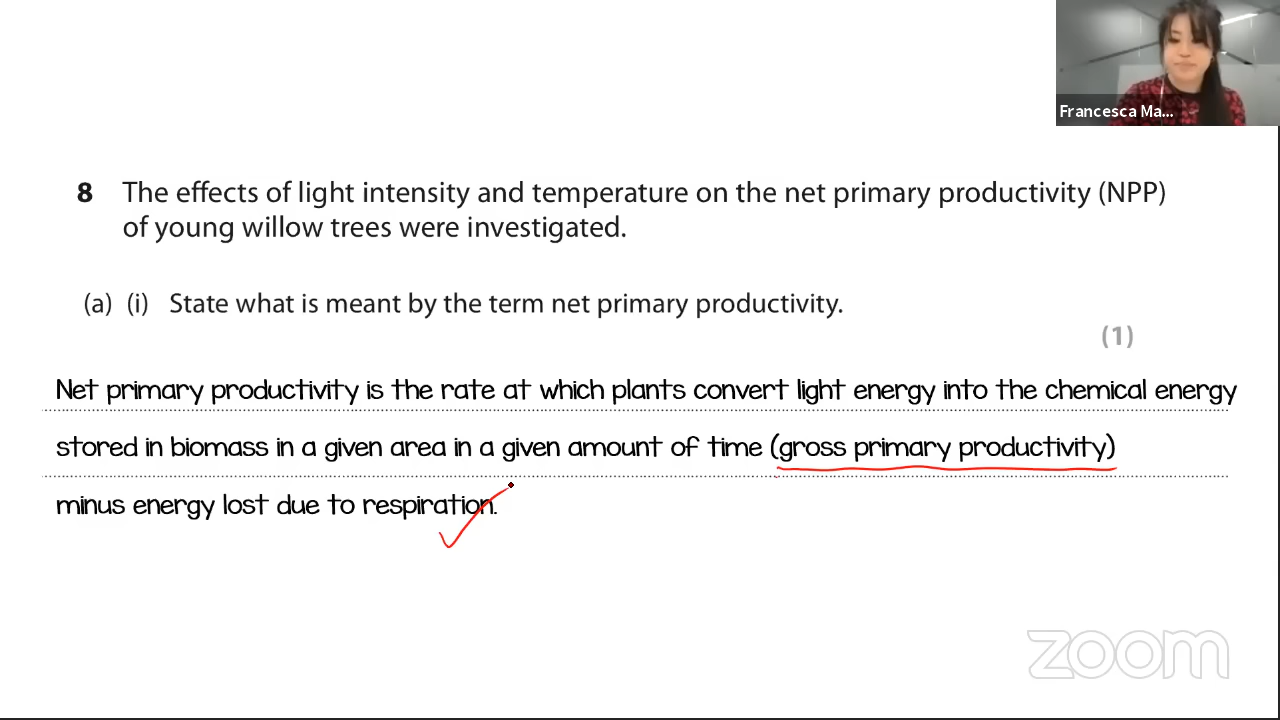 Francesca Ma...
8 The effects of light intensity and temperature on the net primary productivity (NPP)
of young willow trees were investigated.
(a) (i) State what is meant by the term net primary productivity.
(1)
Net primary productivity is the rate at which plants convert light energy into the chemical energy
stored in biomass in a given area in a given amount of time (gross primary productivity)
minus energy lost due to respiration.
zoom